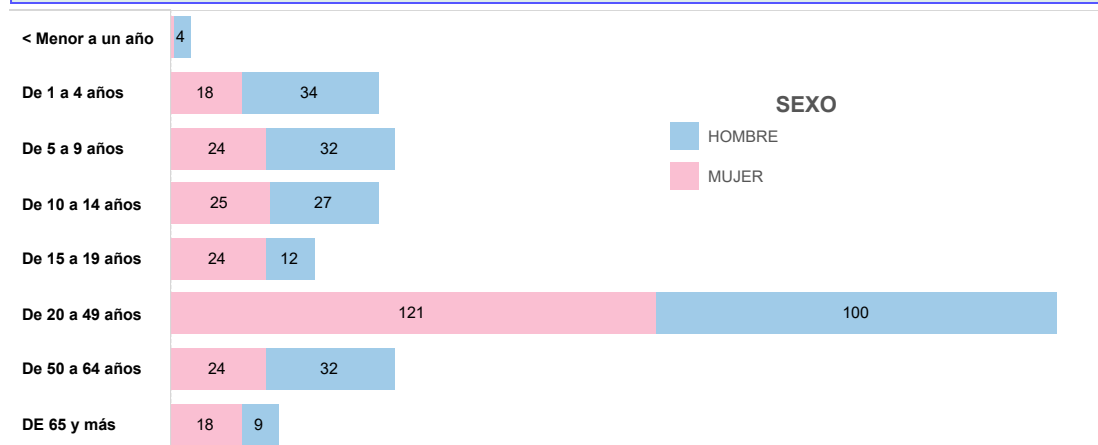 < Menor a un año 4
De 1 a 4 años 18 34
SEXO
De 5 a 9 años 24 32
HOMBRE
MUJER
De 10 a 14 años 25 27
De 15 a 19 años 24 12
De 20 a 49 años 121 100
De 50 a 64 años 24 32
DE 65 y más 18 9